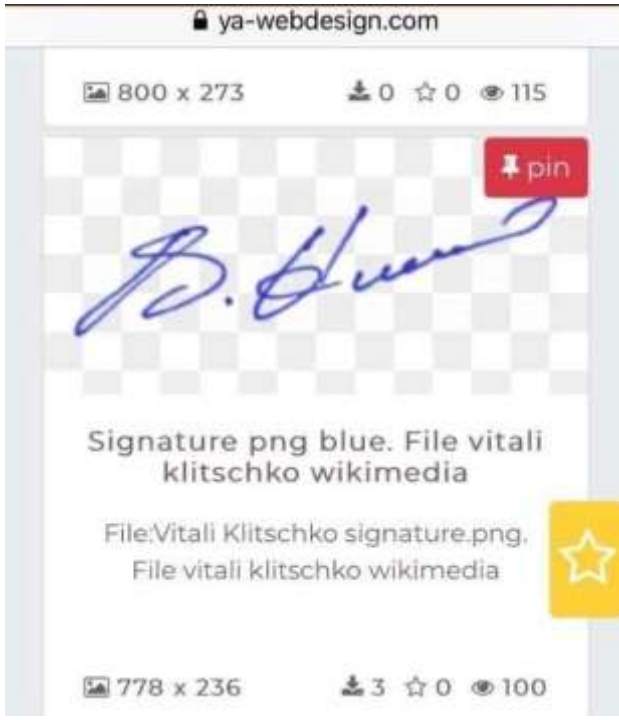 ya-webdesign.com
800 x 273 0 0 115
pin
Signature png blue. File vitali
klitschko wikimedia
File:Vitali Klitschko signature.png.
File vitali klitschko wikimedia
778 x 236 3 0 100